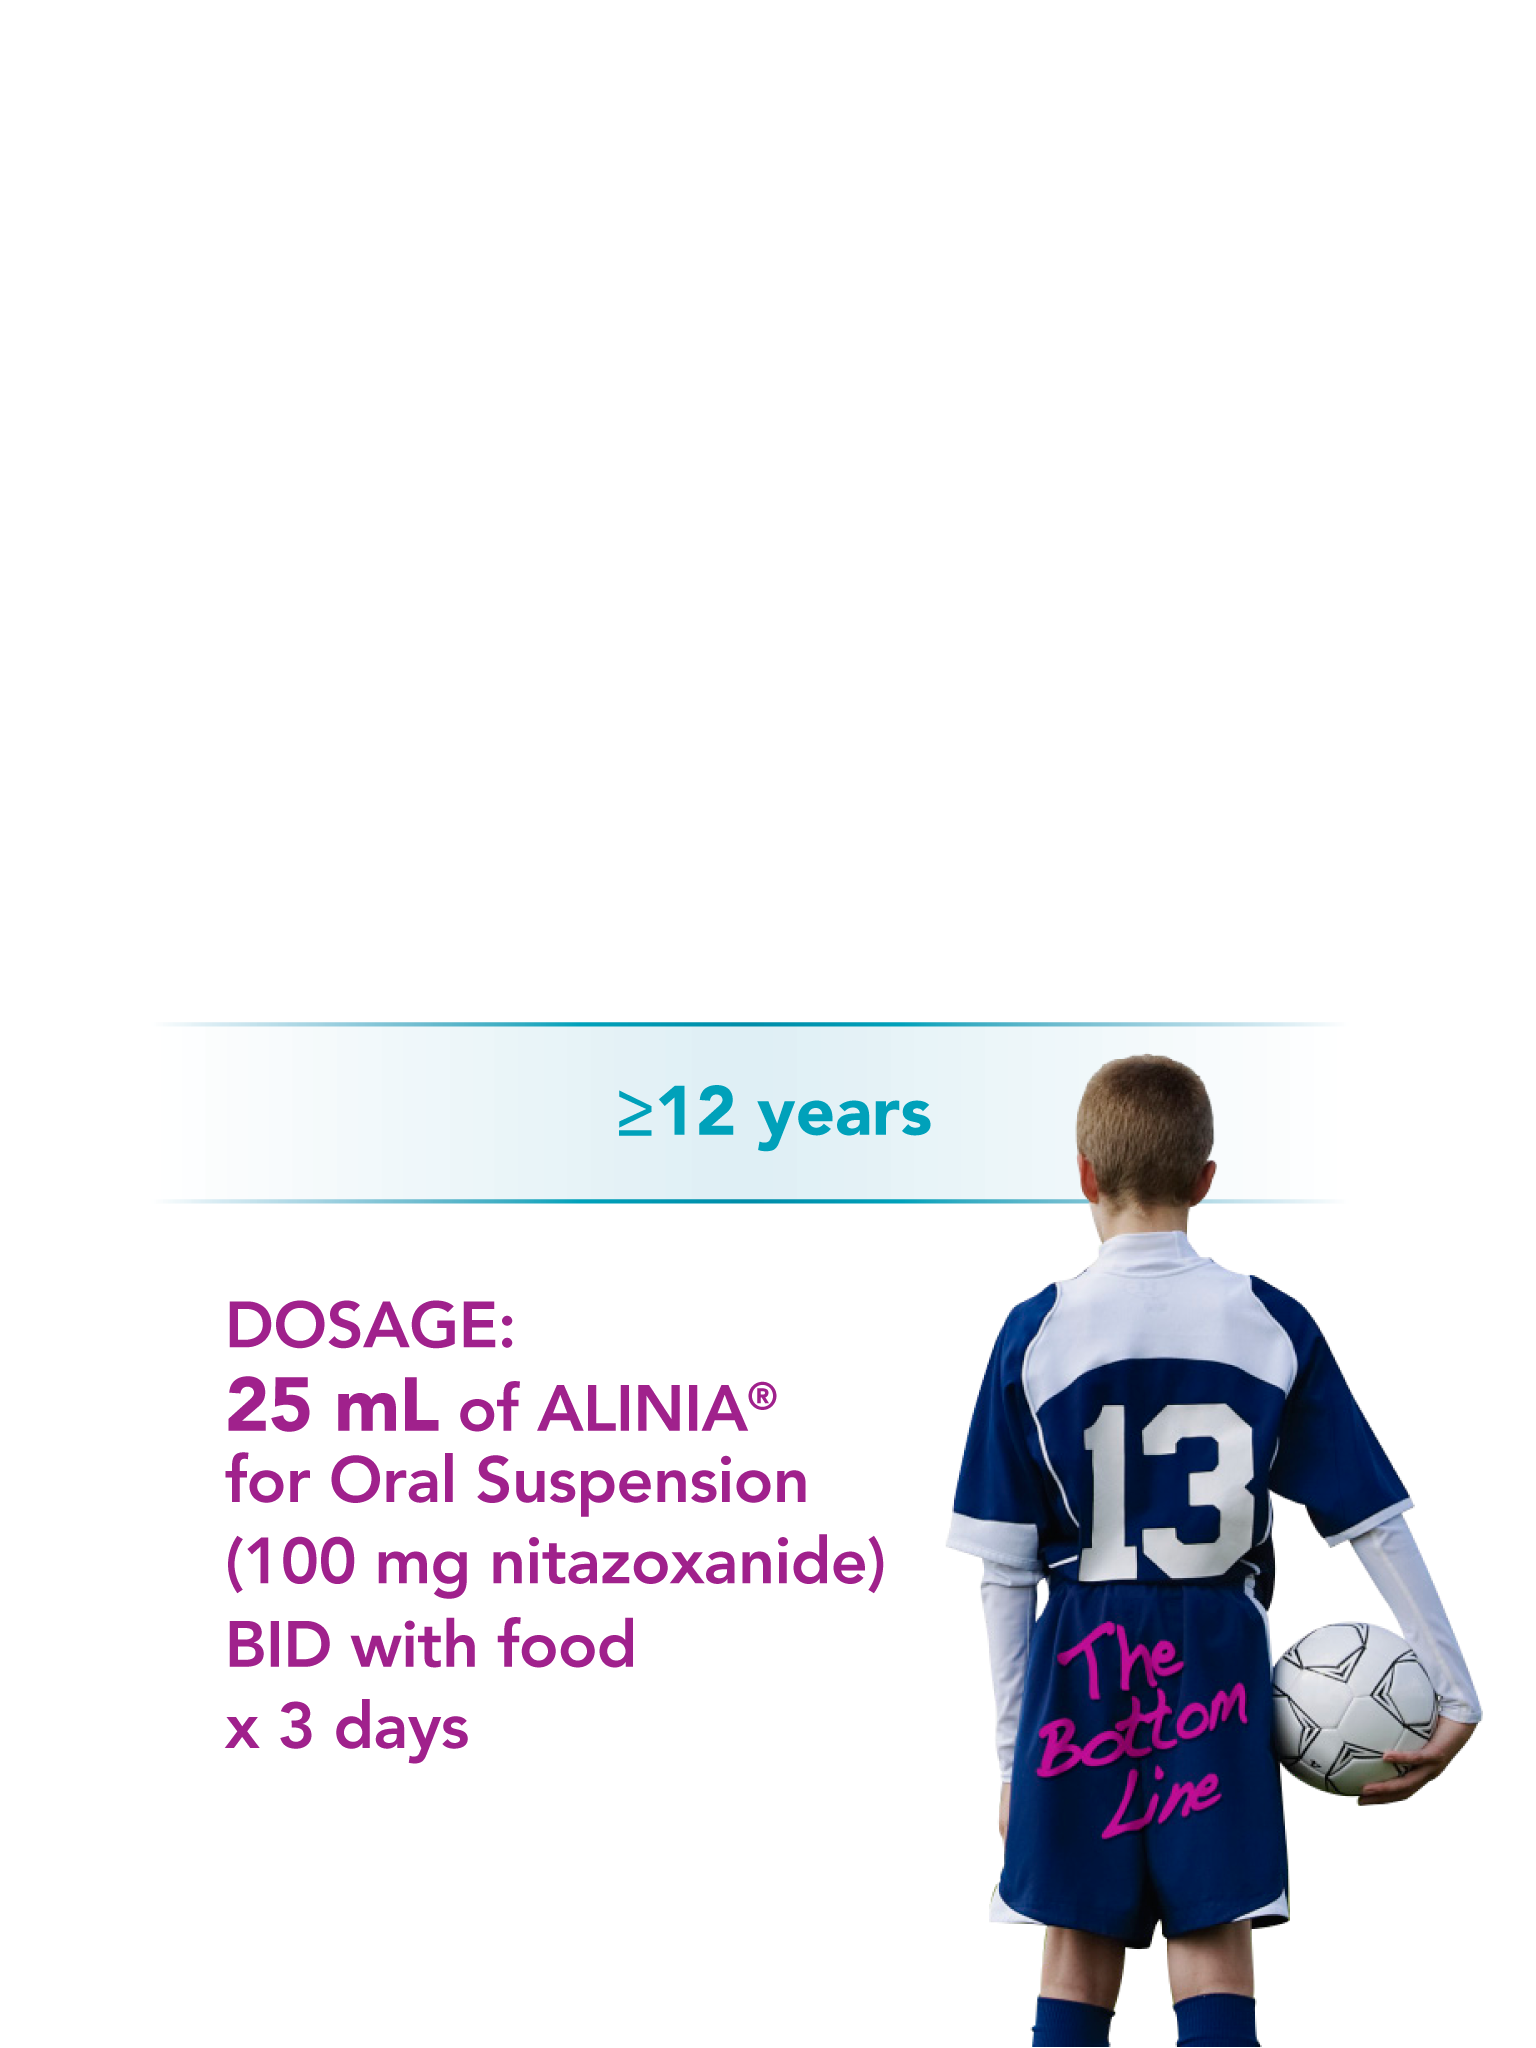 ≥12 years
DOSAGE:
25 mL of ALINIA®
for Oral Suspension
(100 mg nitazoxanide)
BID with food
x 3 days
13
The
Bottom
Line